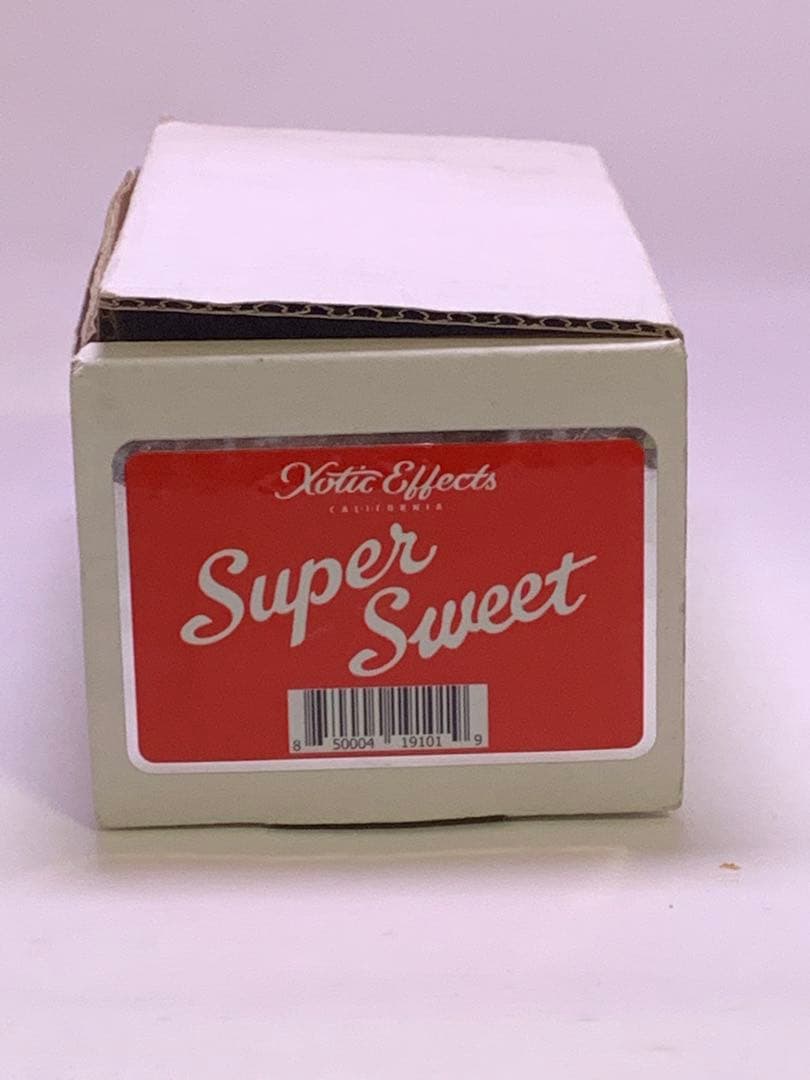 Xotic Effects
CALIFORNIA
Super
Sweet
8 50004 19101 9